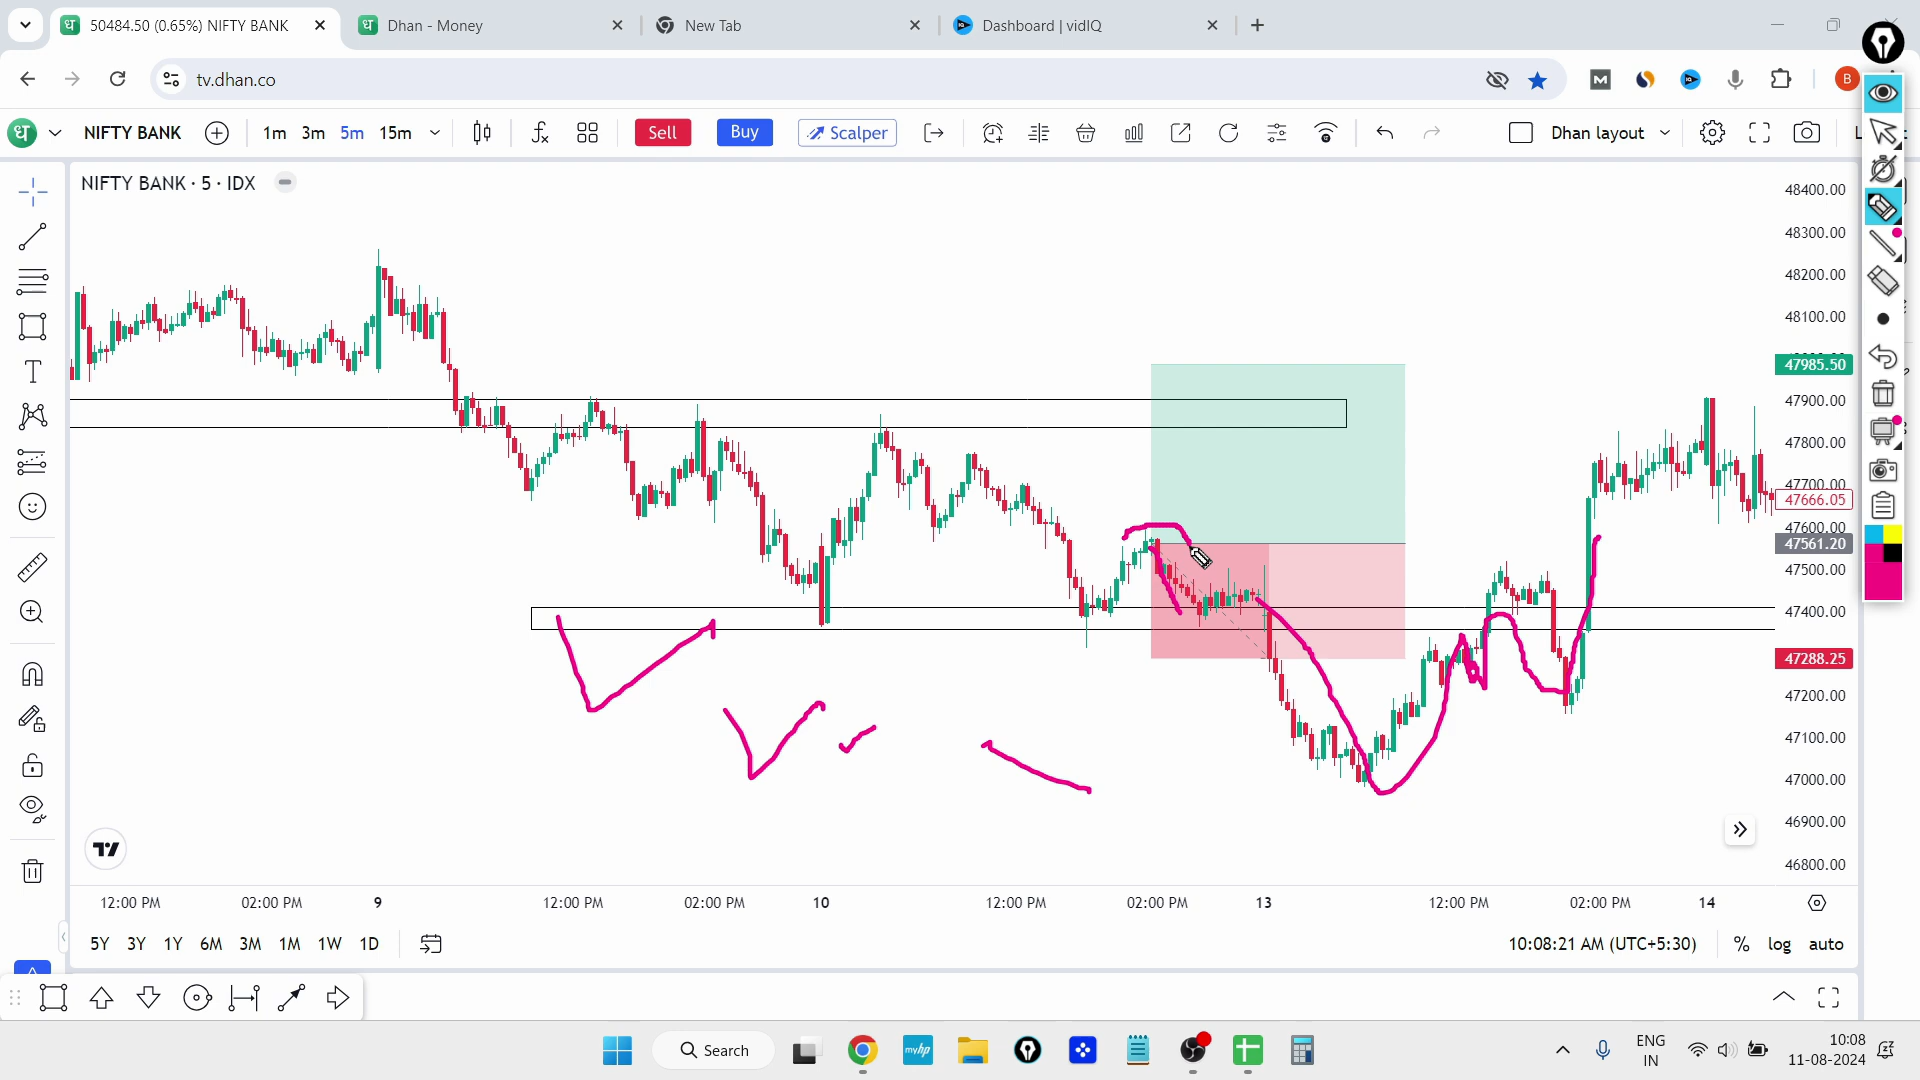 50484.50 (0.65%) NIFTY BANK
Dhan - Money
New Tab
Dashboard | vidIQ
tv.dhan.co
B
NIFTY BANK
1m 3m 5m 15m
Sell
Buy
Scalper
Dhan layout
NIFTY BANK · 5 · IDX
48400.00
48300.00
48200.00
48100.00
47985.50
47900.00
47800.00
47700.00
47666.05
47600.00
47561.20
47500.00
47400.00
47288.25
47200.00
47100.00
47000.00
46900.00
46800.00
12:00 PM 02:00 PM 9 12:00 PM 02:00 PM 10 12:00 PM 02:00 PM 13 12:00 PM 02:00 PM 14
5Y 3Y 1Y 6M 3M 1M 1W 1D
10:08:21 AM (UTC+5:30)
% log auto
Search
myhp
ENG
IN
10:08
11-08-2024